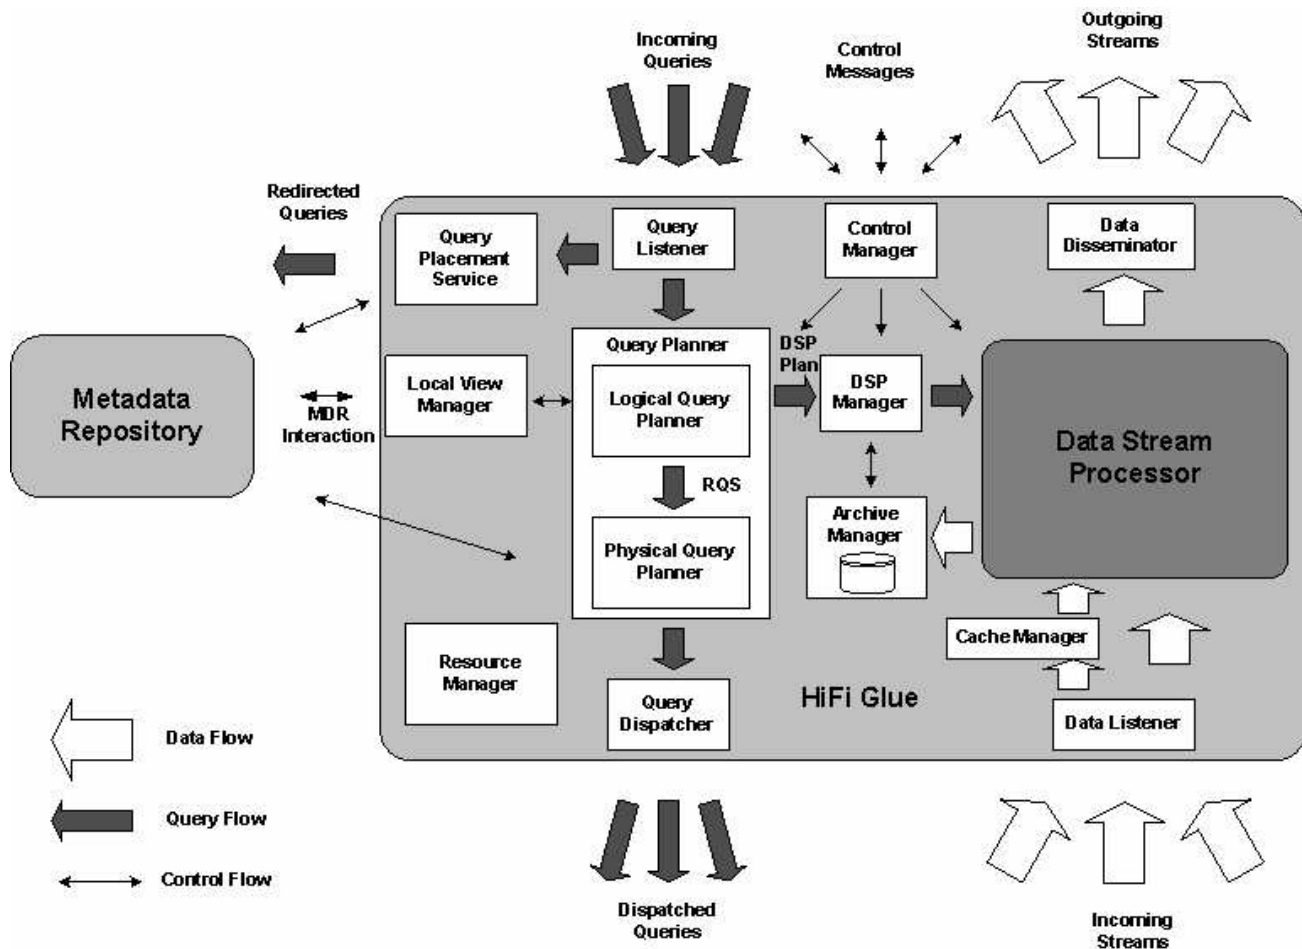 Incoming
Queries
Control
Messages
Outgoing
Streams
Redirected
Queries
Query
Placement
Service
Query
Listener
Control
Manager
Data
Disseminator
Metadata
Repository
MDR
Interaction
Local View
Manager
Query Planner
Logical Query
Planner
RQS
Physical Query
Planner
DSP
Plan
DSP
Manager
Archive
Manager
Data Stream
Processor
Cache Manager
Resource
Manager
Query
Dispatcher
HiFi Glue
Data Listener
Data Flow
Query Flow
Control Flow
Dispatched
Queries
Incoming
Streams